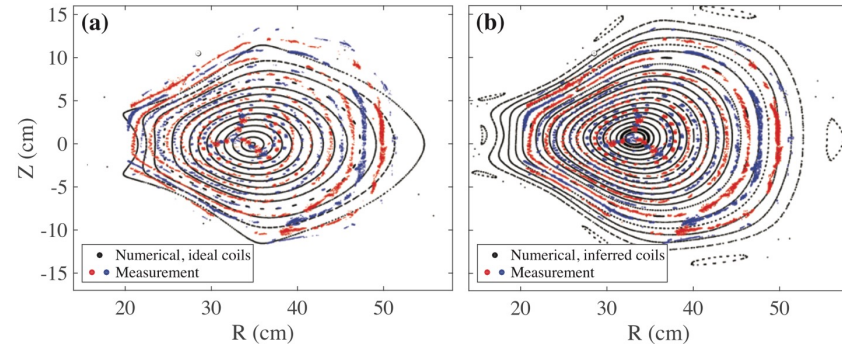 (a)
(b)
15
10
5
0
-5
-10
-15
Z (cm)
Numerical, ideal coils
Measurement
Numerical, inferred coils
Measurement
20 30 40 50
20 30 40 50
R (cm)
R (cm)